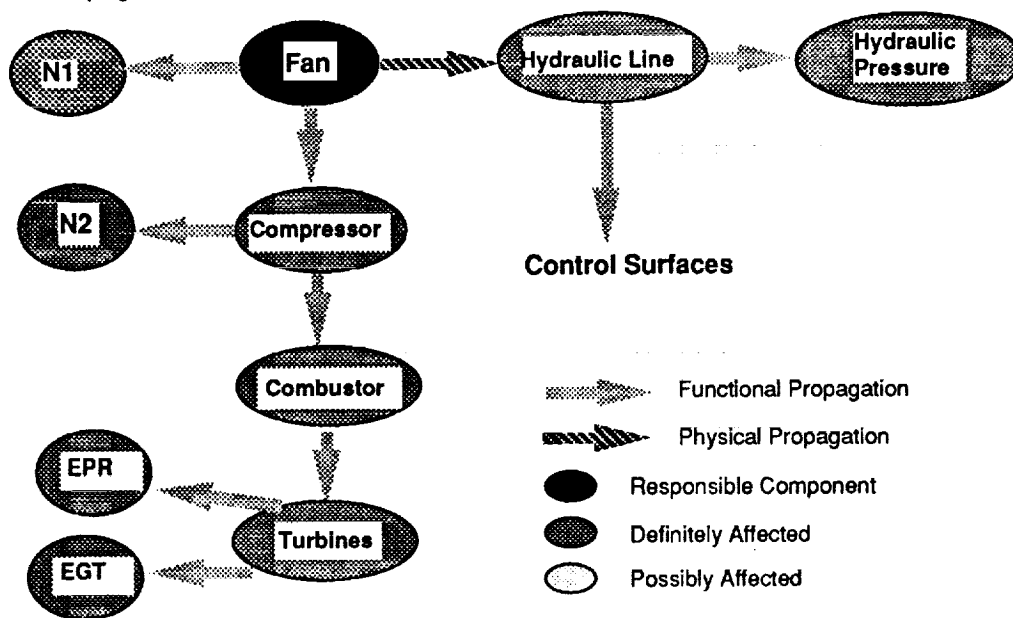 N1
Fan
Hydraulic Line
Hydraulic
Pressure
N2
Compressor
Control Surfaces
Combustor
Functional Propagation
Physical Propagation
EPR
Responsible Component
Turbines
Definitely Affected
EGT
Possibly Affected